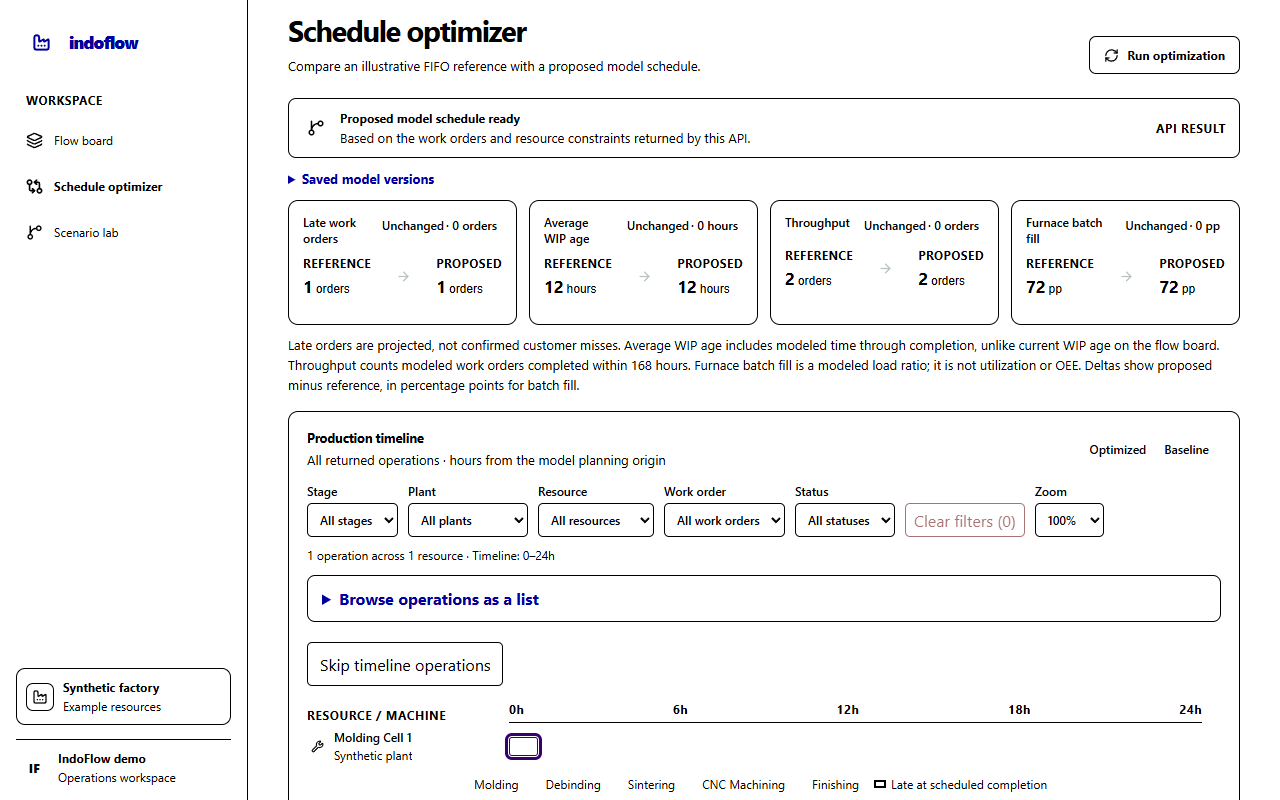 indoflow
WORKSPACE
Flow board
Schedule optimizer
Scenario lab
Synthetic factory
Example resources
IF
IndoFlow demo
Operations workspace
Schedule optimizer
Compare an illustrative FIFO reference with a proposed model schedule.
Run optimization
Proposed model schedule ready
Based on the work orders and resource constraints returned by this API.
API RESULT
Saved model versions
Late work orders
Unchanged · 0 orders
REFERENCE
1 orders
PROPOSED
1 orders
Average WIP age
Unchanged · 0 hours
REFERENCE
12 hours
PROPOSED
12 hours
Throughput
Unchanged · 0 orders
REFERENCE
2 orders
PROPOSED
2 orders
Furnace batch fill
Unchanged · 0 pp
REFERENCE
72 pp
PROPOSED
72 pp
Late orders are projected, not confirmed customer misses. Average WIP age includes modeled time through completion, unlike current WIP age on the flow board.
Throughput counts modeled work orders completed within 168 hours. Furnace batch fill is a modeled load ratio; it is not utilization or OEE. Deltas show proposed
minus reference, in percentage points for batch fill.
Production timeline
All returned operations · hours from the model planning origin
Optimized Baseline
Stage Plant Resource Work order Status Zoom
All stages All plants All resources All work orders All statuses Clear filters (0) 100%
1 operation across 1 resource · Timeline: 0–24h
Browse operations as a list
Skip timeline operations
RESOURCE / MACHINE 0h 6h 12h 18h 24h
Molding Cell 1
Synthetic plant
Molding Debinding Sintering CNC Machining Finishing Late at scheduled completion